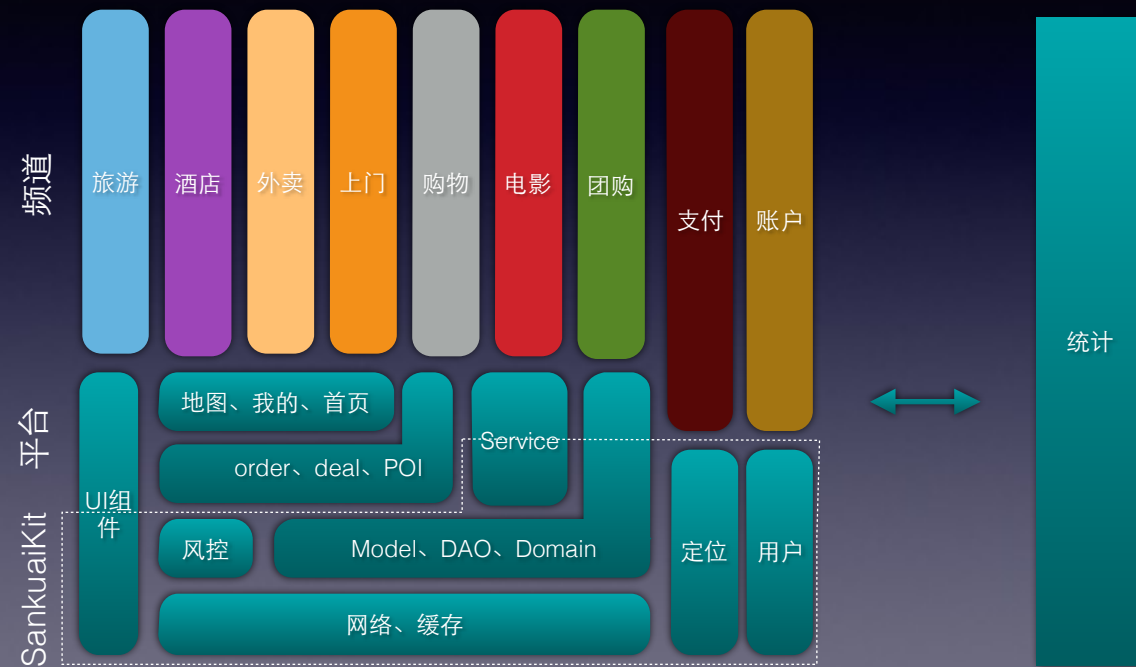 频道
旅游
酒店
外卖
上门
购物
电影
团购
支付
账户
统计
平台
地图、我的、首页
Service
order、deal、POI
UI组
件
SankuaiKit
风控
Model、DAO、Domain
定位
用户
网络、缓存